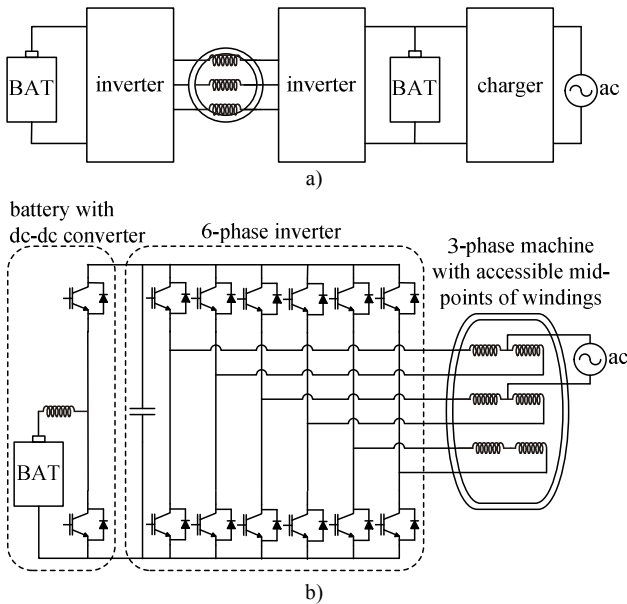 BAT
inverter
inverter
BAT
charger
ac
a)
battery with
dc-dc converter
6-phase inverter
3-phase machine
with accessible mid-
points of windings
ac
BAT
b)